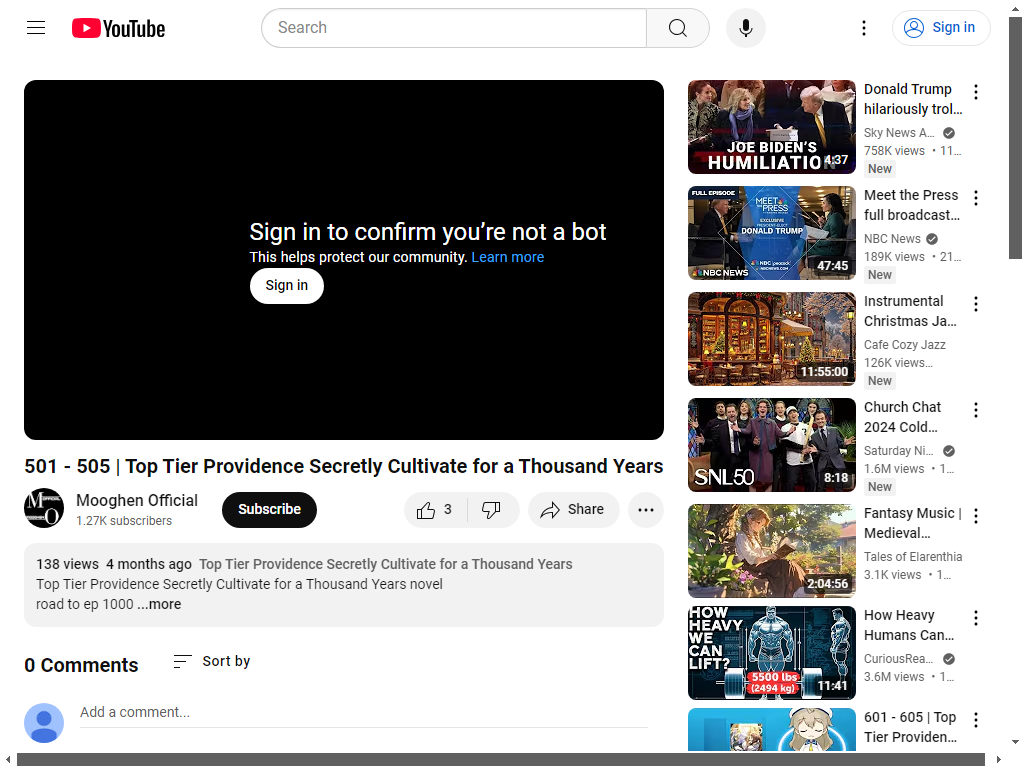 YouTube
Search
Sign in
Sign in to confirm you’re not a bot
This helps protect our community. Learn more
Sign in
501 - 505 | Top Tier Providence Secretly Cultivate for a Thousand Years
Mooghen Official
1.27K subscribers
Subscribe
3
Share
138 views 4 months ago Top Tier Providence Secretly Cultivate for a Thousand Years
Top Tier Providence Secretly Cultivate for a Thousand Years novel
road to ep 1000 ...more
0 Comments
Sort by
Add a comment...
JOE BIDEN'S
HUMILIATION
4:37
Donald Trump
hilariously trol...
Sky News A...
758K views • 11...
New
FULL EPISODE
MEET THE PRESS
EXCLUSIVE
PRESIDENT-ELECT
DONALD TRUMP
NBC NEWS
47:45
Meet the Press
full broadcast...
NBC News
189K views • 21...
New
11:55:00
Instrumental
Christmas Ja...
Cafe Cozy Jazz
126K views...
New
SNL50
8:18
Church Chat
2024 Cold...
Saturday Ni...
1.6M views • 1...
New
2:04:56
Fantasy Music |
Medieval...
Tales of Elarenthia
3.1K views • 1...
HOW
HEAVY
WE
CAN
LIFT?
5500 lbs
(2494 kg)
11:41
How Heavy
Humans Can...
CuriousRea...
3.6M views • 1...
601 - 605 | Top
Tier Providen...